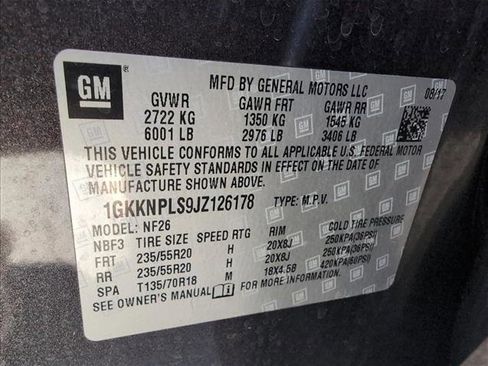 GM
MFD BY GENERAL MOTORS LLC 08/17
GVWR GAWR FRT GAWR RR
2722 KG 1350 KG 1545 KG
6001 LB 2976 LB 3406 LB
THIS VEHICLE CONFORMS TO ALL APPLICABLE U.S. FEDERAL MOTOR
VEHICLE SAFETY STANDARDS IN EFFECT ON THE DATE OF
MANUFACTURE SHOWN ABOVE.
1GKKNPLS9JZ126178 TYPE: M.P.V.
MODEL: NF26
NBF3 TIRE SIZE SPEED RTG RIM COLD TIRE PRESSURE
FRT 235/55R20 H 20X8J 250KPA(36PSI)
RR 235/55R20 H 20X8J 250KPA(36PSI)
SPA T135/70R18 M 18X4.5B 420KPA(60PSI)
SEE OWNER'S MANUAL FOR MORE INFORMATION.